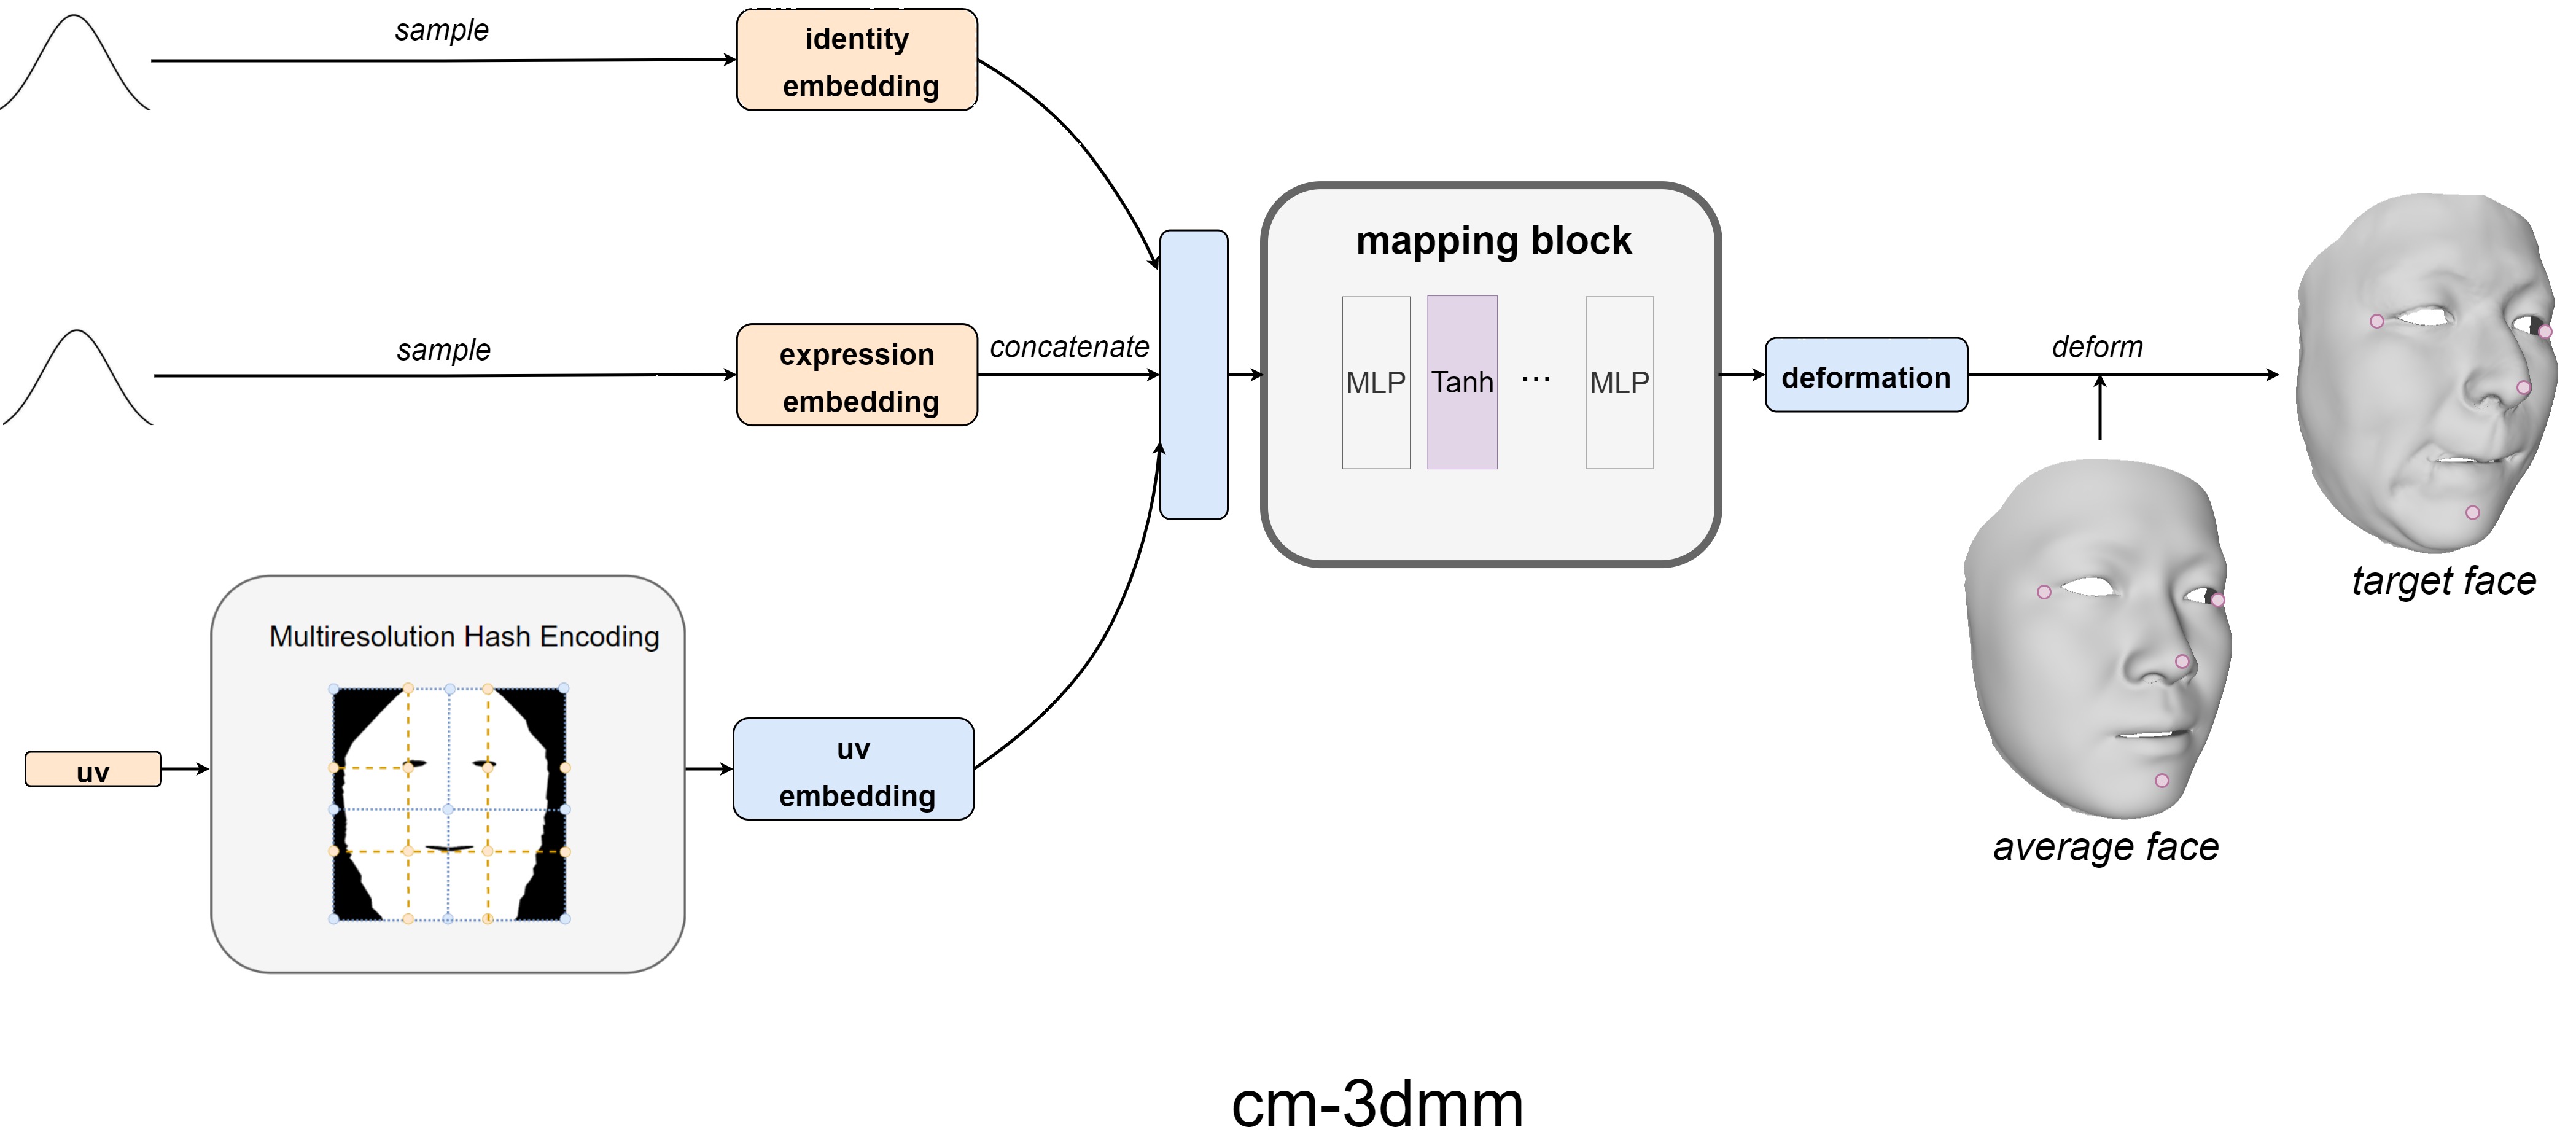 sample
identity
embedding
sample
expression
embedding
concatenate
mapping block
MLP
Tanh
...
MLP
deformation
deform
target face
average face
Multiresolution Hash Encoding
uv
uv
embedding
cm-3dmm